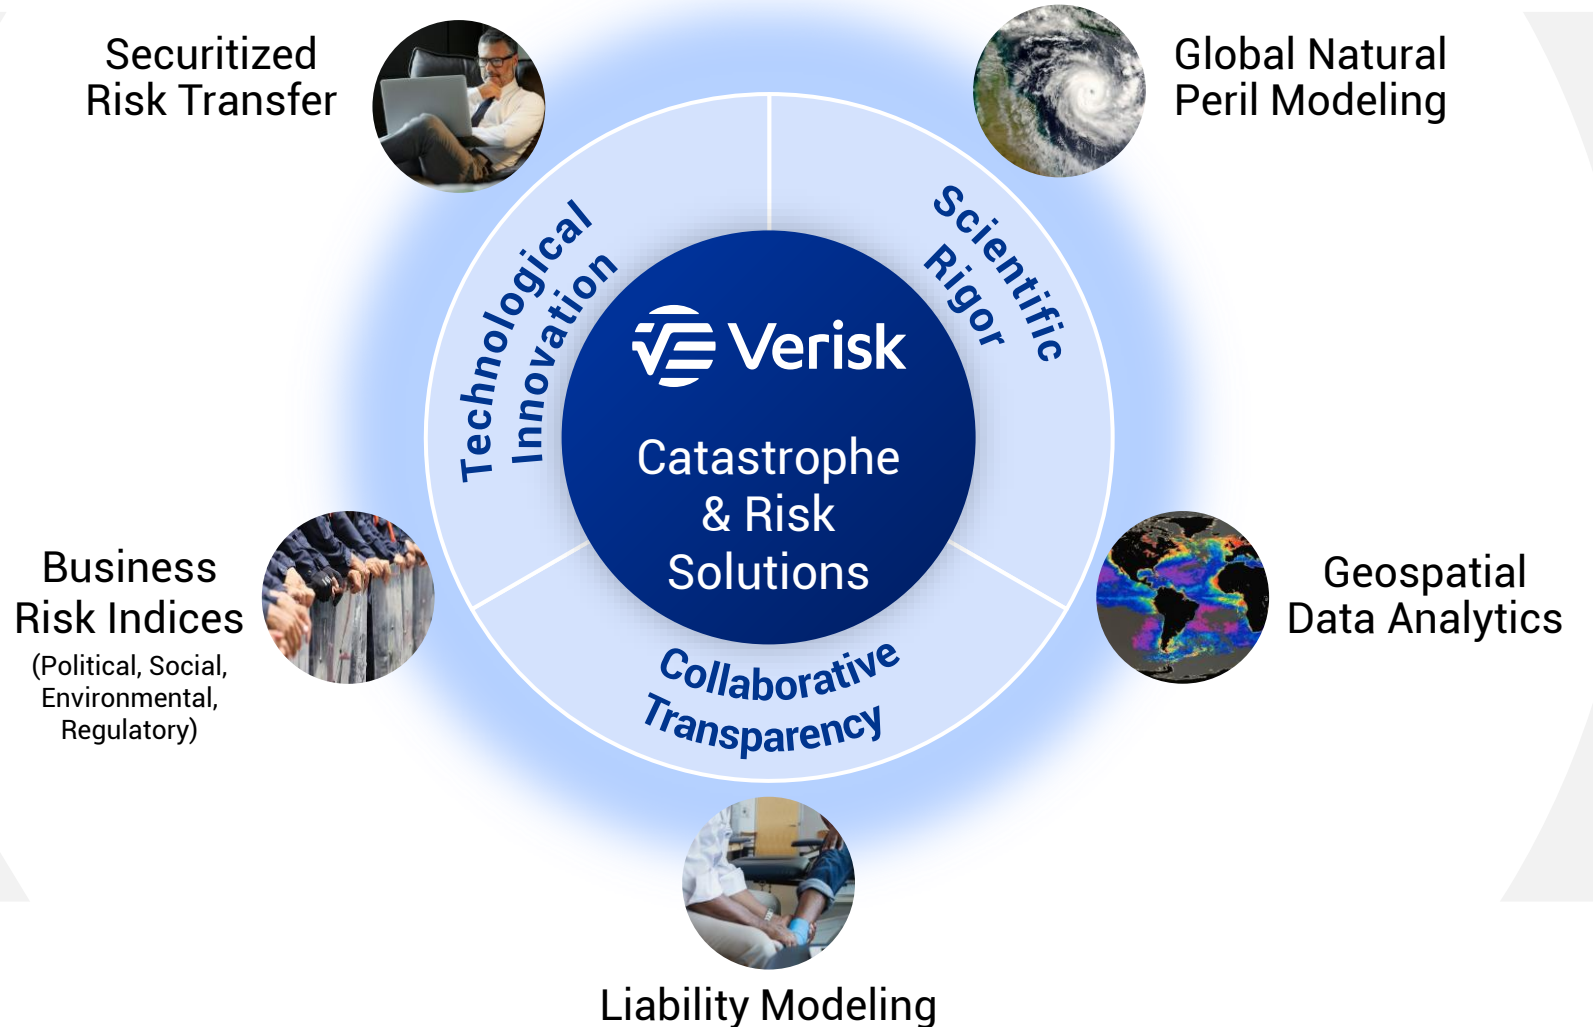 Securitized
Risk Transfer
Global Natural
Peril Modeling
Technological
Innovation
Scientific
Rigor
Verisk
Catastrophe
& Risk
Solutions
Collaborative
Transparency
Business
Risk Indices
(Political, Social,
Environmental,
Regulatory)
Geospatial
Data Analytics
Liability Modeling